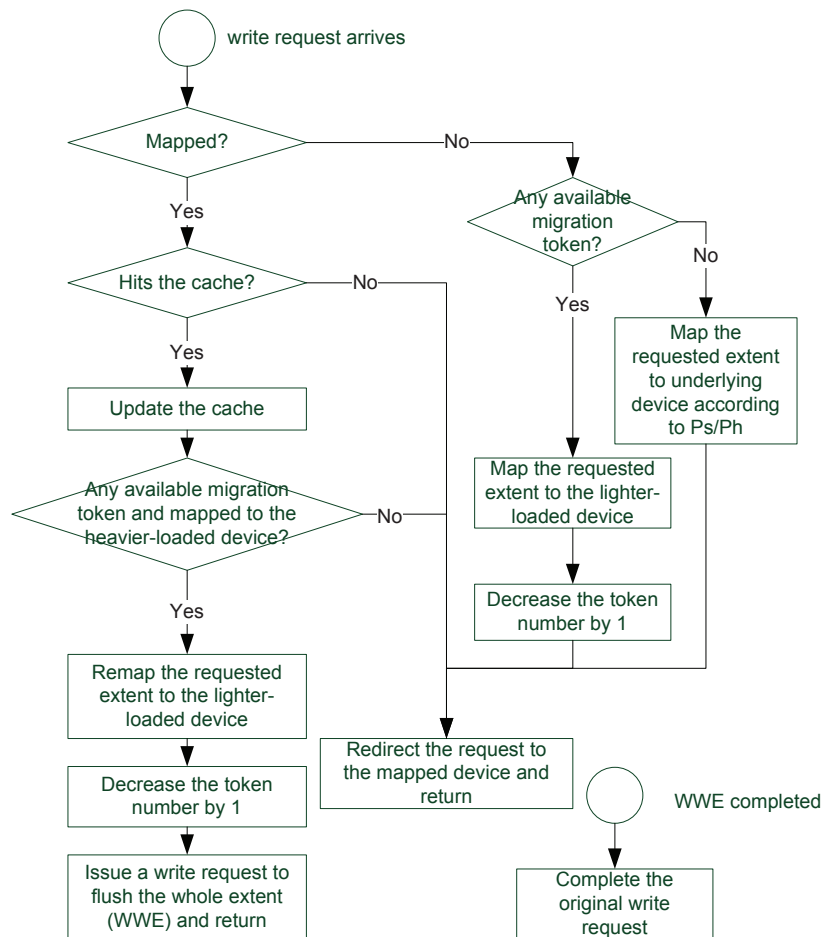 write request arrives
Mapped?
No
Yes
Any available
migration
token?
No
Yes
Hits the cache?
No
Yes
Map the
requested extent
to underlying
device according
to Ps/Ph
Update the cache
Map the requested
extent to the lighter-
loaded device
Any available migration
token and mapped to the
heavier-loaded device?
No
Yes
Decrease the token
number by 1
Remap the requested
extent to the lighter-
loaded device
Redirect the request to
the mapped device and
return
Decrease the token
number by 1
WWE completed
Issue a write request to
flush the whole extent
(WWE) and return
Complete the
original write
request